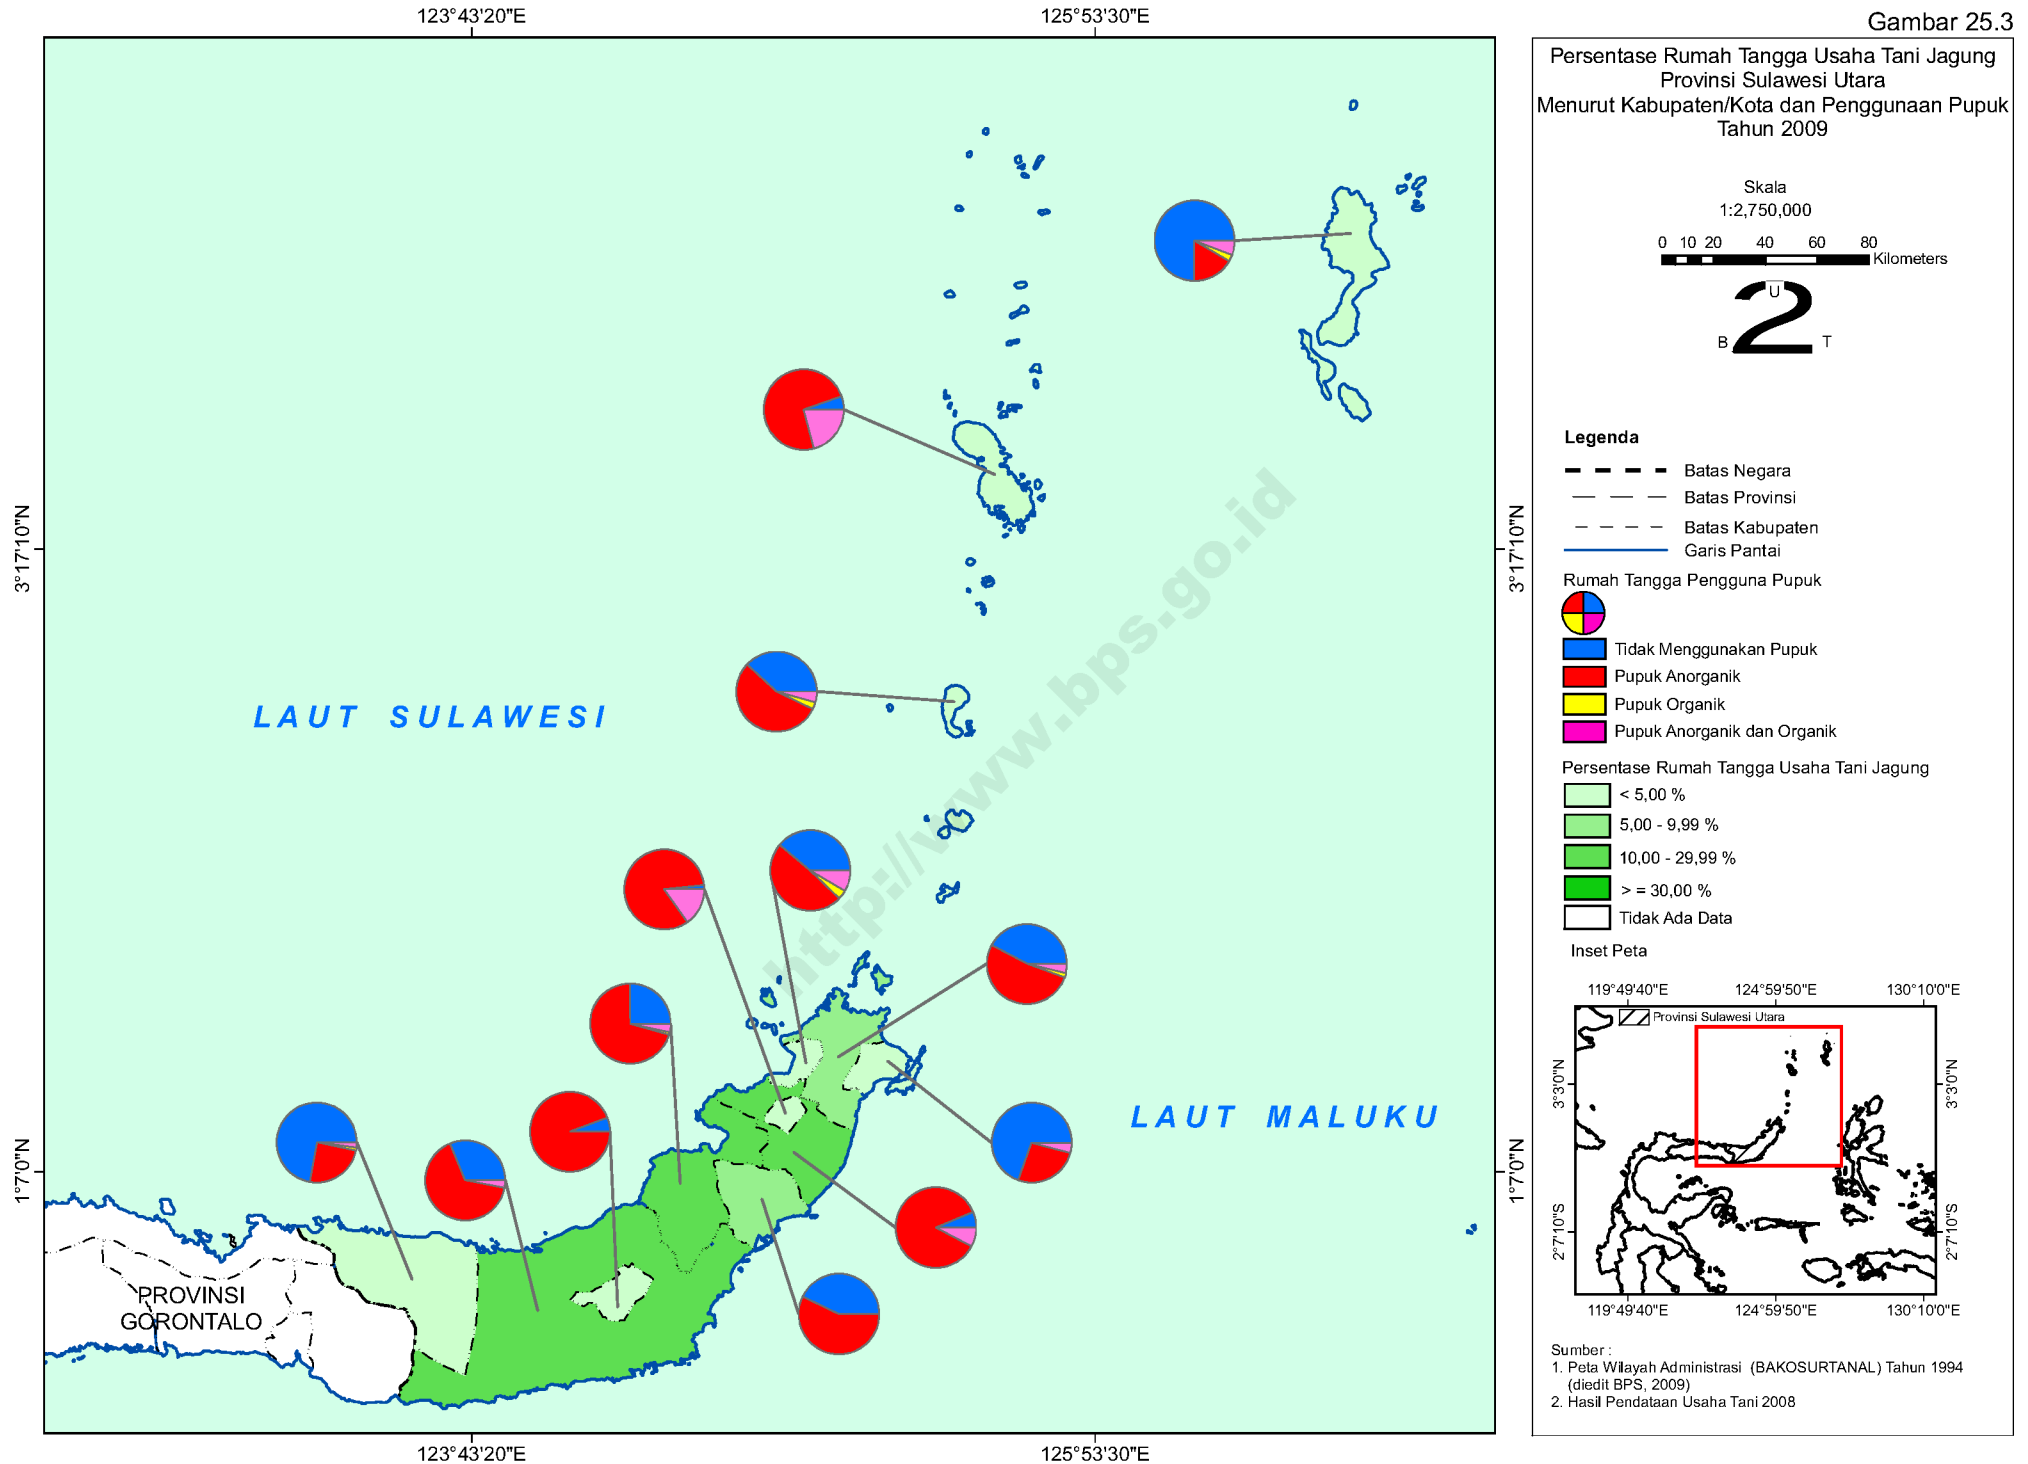 Gambar 25.3
123°43'20"E
125°53'30"E
3°17'10"N
3°17'10"N
1°7'0"N
1°7'0"N
LAUT SULAWESI
LAUT MALUKU
PROVINSI
GORONTALO
http://www.bps.go.id
123°43'20"E
125°53'30"E
Persentase Rumah Tangga Usaha Tani Jagung
Provinsi Sulawesi Utara
Menurut Kabupaten/Kota dan Penggunaan Pupuk
Tahun 2009
Skala
1:2,750,000
0 10 20 40 60 80
Kilometers
U
B
T
Legenda
Batas Negara
Batas Provinsi
Batas Kabupaten
Garis Pantai
Rumah Tangga Pengguna Pupuk
Tidak Menggunakan Pupuk
Pupuk Anorganik
Pupuk Organik
Pupuk Anorganik dan Organik
Persentase Rumah Tangga Usaha Tani Jagung
< 5,00 %
5,00 - 9,99 %
10,00 - 29,99 %
> = 30,00 %
Tidak Ada Data
Inset Peta
119°49'40"E 124°59'50"E 130°10'0"E
Provinsi Sulawesi Utara
3°3'0"N
3°3'0"N
2°7'10"S
2°7'10"S
119°49'40"E 124°59'50"E 130°10'0"E
Sumber :
1. Peta Wilayah Administrasi (BAKOSURTANAL) Tahun 1994
(diedit BPS, 2009)
2. Hasil Pendataan Usaha Tani 2008